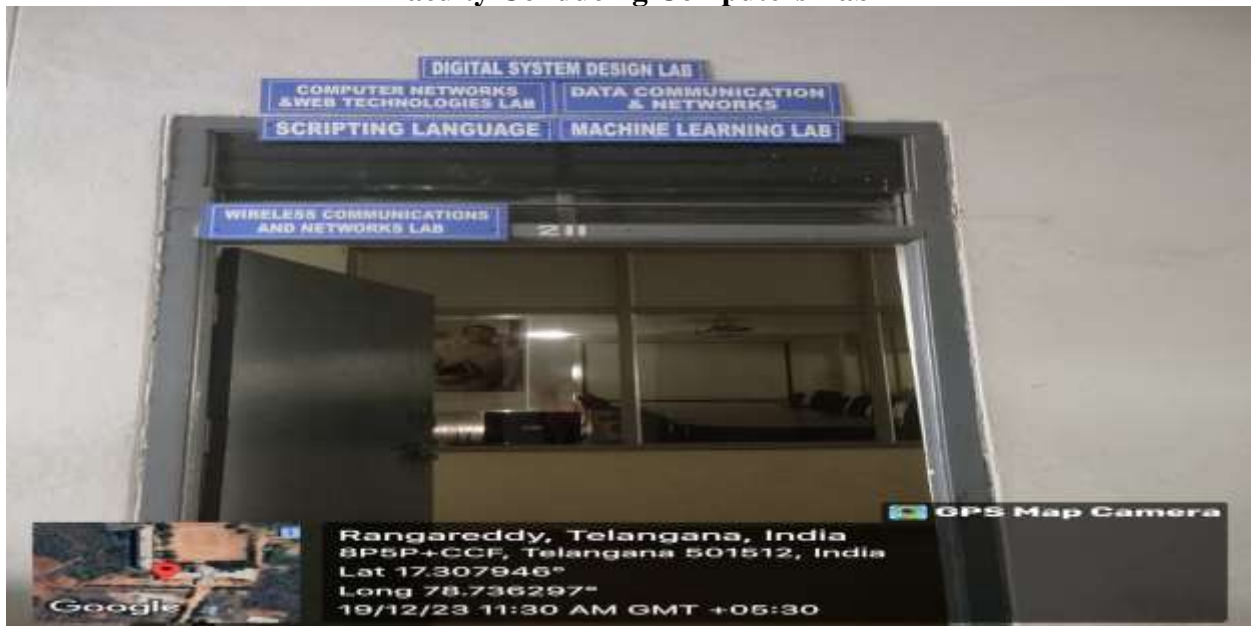 DIGITAL SYSTEM DESIGN LAB
COMPUTER NETWORKS
&WEB TECHNOLOGIES LAB
DATA COMMUNICATION
& NETWORKS
SCRIPTING LANGUAGE
MACHINE LEARNING LAB
WIRELESS COMMUNICATIONS
AND NETWORKS LAB
211
GPS Map Camera
Rangareddy, Telangana, India
8P5P+CCF, Telangana 501512, India
Lat 17.307946°
Long 78.736297°
19/12/23 11:30 AM GMT +05:30
Google